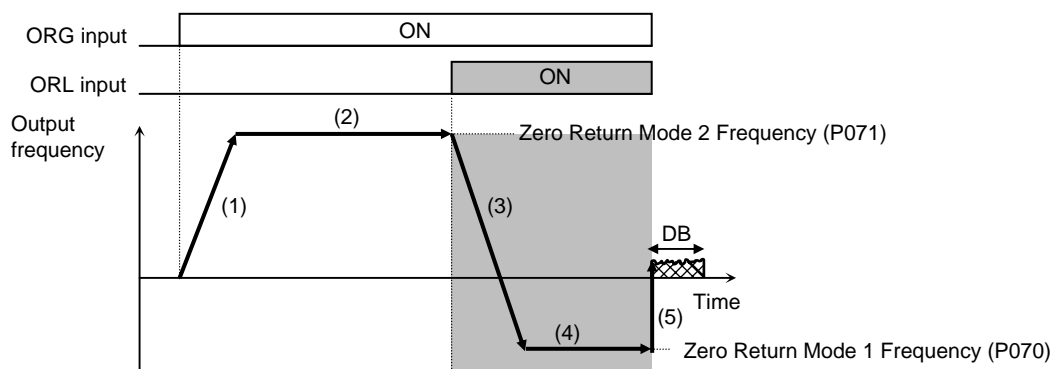 ORG input
ON
ORL input
ON
Output
frequency
(2)
Zero Return Mode 2 Frequency (P071)
(1)
(3)
DB
Time
(4)
(5)
Zero Return Mode 1 Frequency (P070)